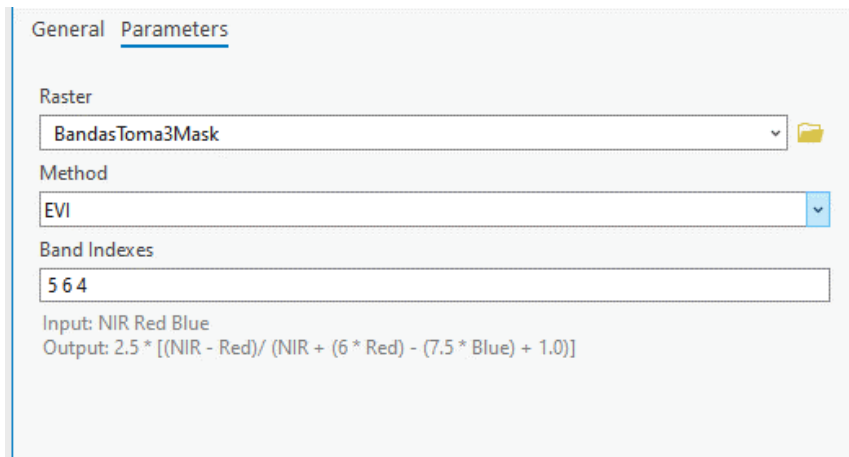 General Parameters
Raster
BandasToma3Mask
Method
EVI
Band Indexes
5 6 4
Input: NIR Red Blue
Output: 2.5 * [(NIR - Red)/ (NIR + (6 * Red) - (7.5 * Blue) + 1.0)]